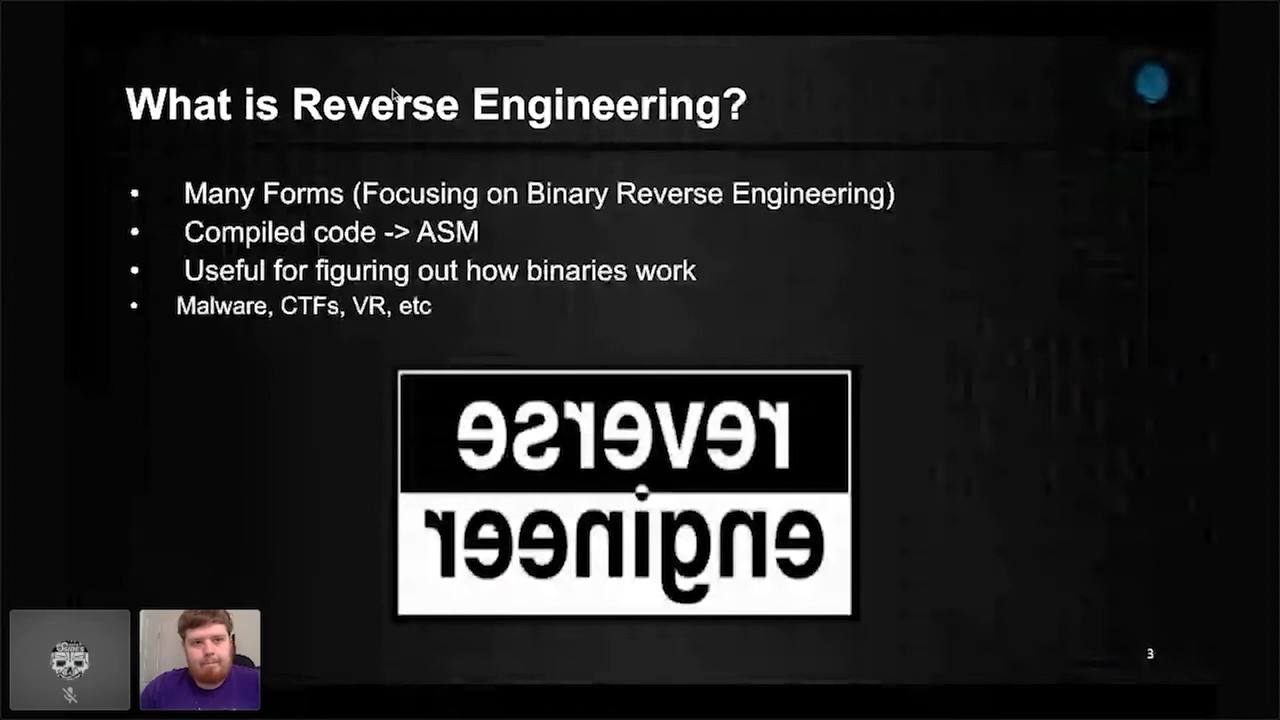 What is Reverse Engineering?
• Many Forms (Focusing on Binary Reverse Engineering)
• Compiled code -> ASM
• Useful for figuring out how binaries work
• Malware, CTFs, VR, etc
reverse
engineer
3